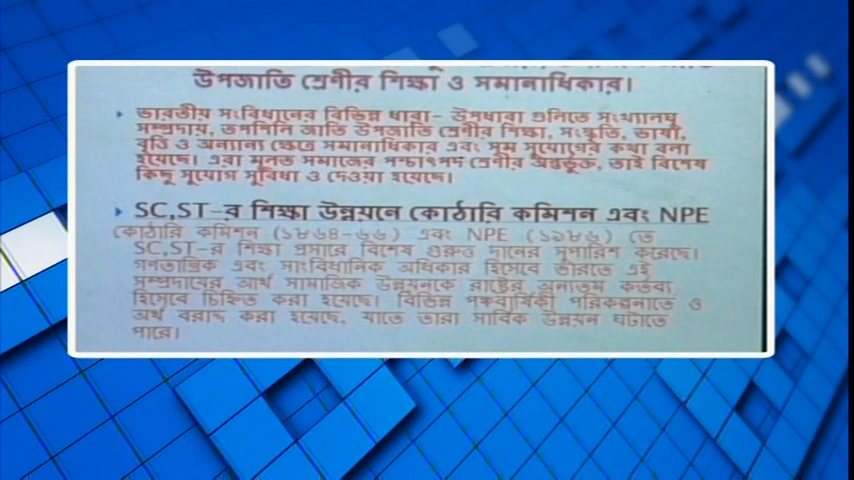 উপজাতি শ্রেণীর শিক্ষা ও সমানাধিকার।
ভারতীয় সংবিধানের বিভিন্ন ধারা- উপধারা গুলিতে সংখ্যালঘু
সম্প্রদায়, তপশিলি জাতি উপজাতি শ্রেণীর শিক্ষা, সংস্কৃতি, ভাষা,
বৃত্তি ও অন্যান্য ক্ষেত্রে সমানাধিকার এবং সম সুযোগের কথা বলা
হয়েছে। এরা মূলত সমাজের পশ্চাৎপদ শ্রেণীর অন্তর্ভুক্ত, তাই বিশেষ
কিছু সুযোগ সুবিধা ও দেওয়া হয়েছে।
SC,ST-র শিক্ষা উন্নয়নে কোঠারি কমিশন এবং NPE
কোঠারি কমিশন (১৮৬৪-৬৬) এবং NPE (১৯৮৬) তে
SC,ST-র শিক্ষা প্রসারে বিশেষ গুরুত্ব দানের সুপারিশ করেছে।
গণতান্ত্রিক এবং সাংবিধানিক অধিকার হিসেবে ভারতে এই
সম্প্রদায়ের আর্থ সামাজিক উন্নয়নকে রাষ্ট্রের অন্যতম কর্তব্য
হিসেবে চিহ্নিত করা হয়েছে। বিভিন্ন পঞ্চবার্ষিকী পরিকল্পনাতে ও
অর্থ বরাদ্দ করা হয়েছে, যাতে তারা সার্বিক উন্নয়ন ঘটাতে
পারে।